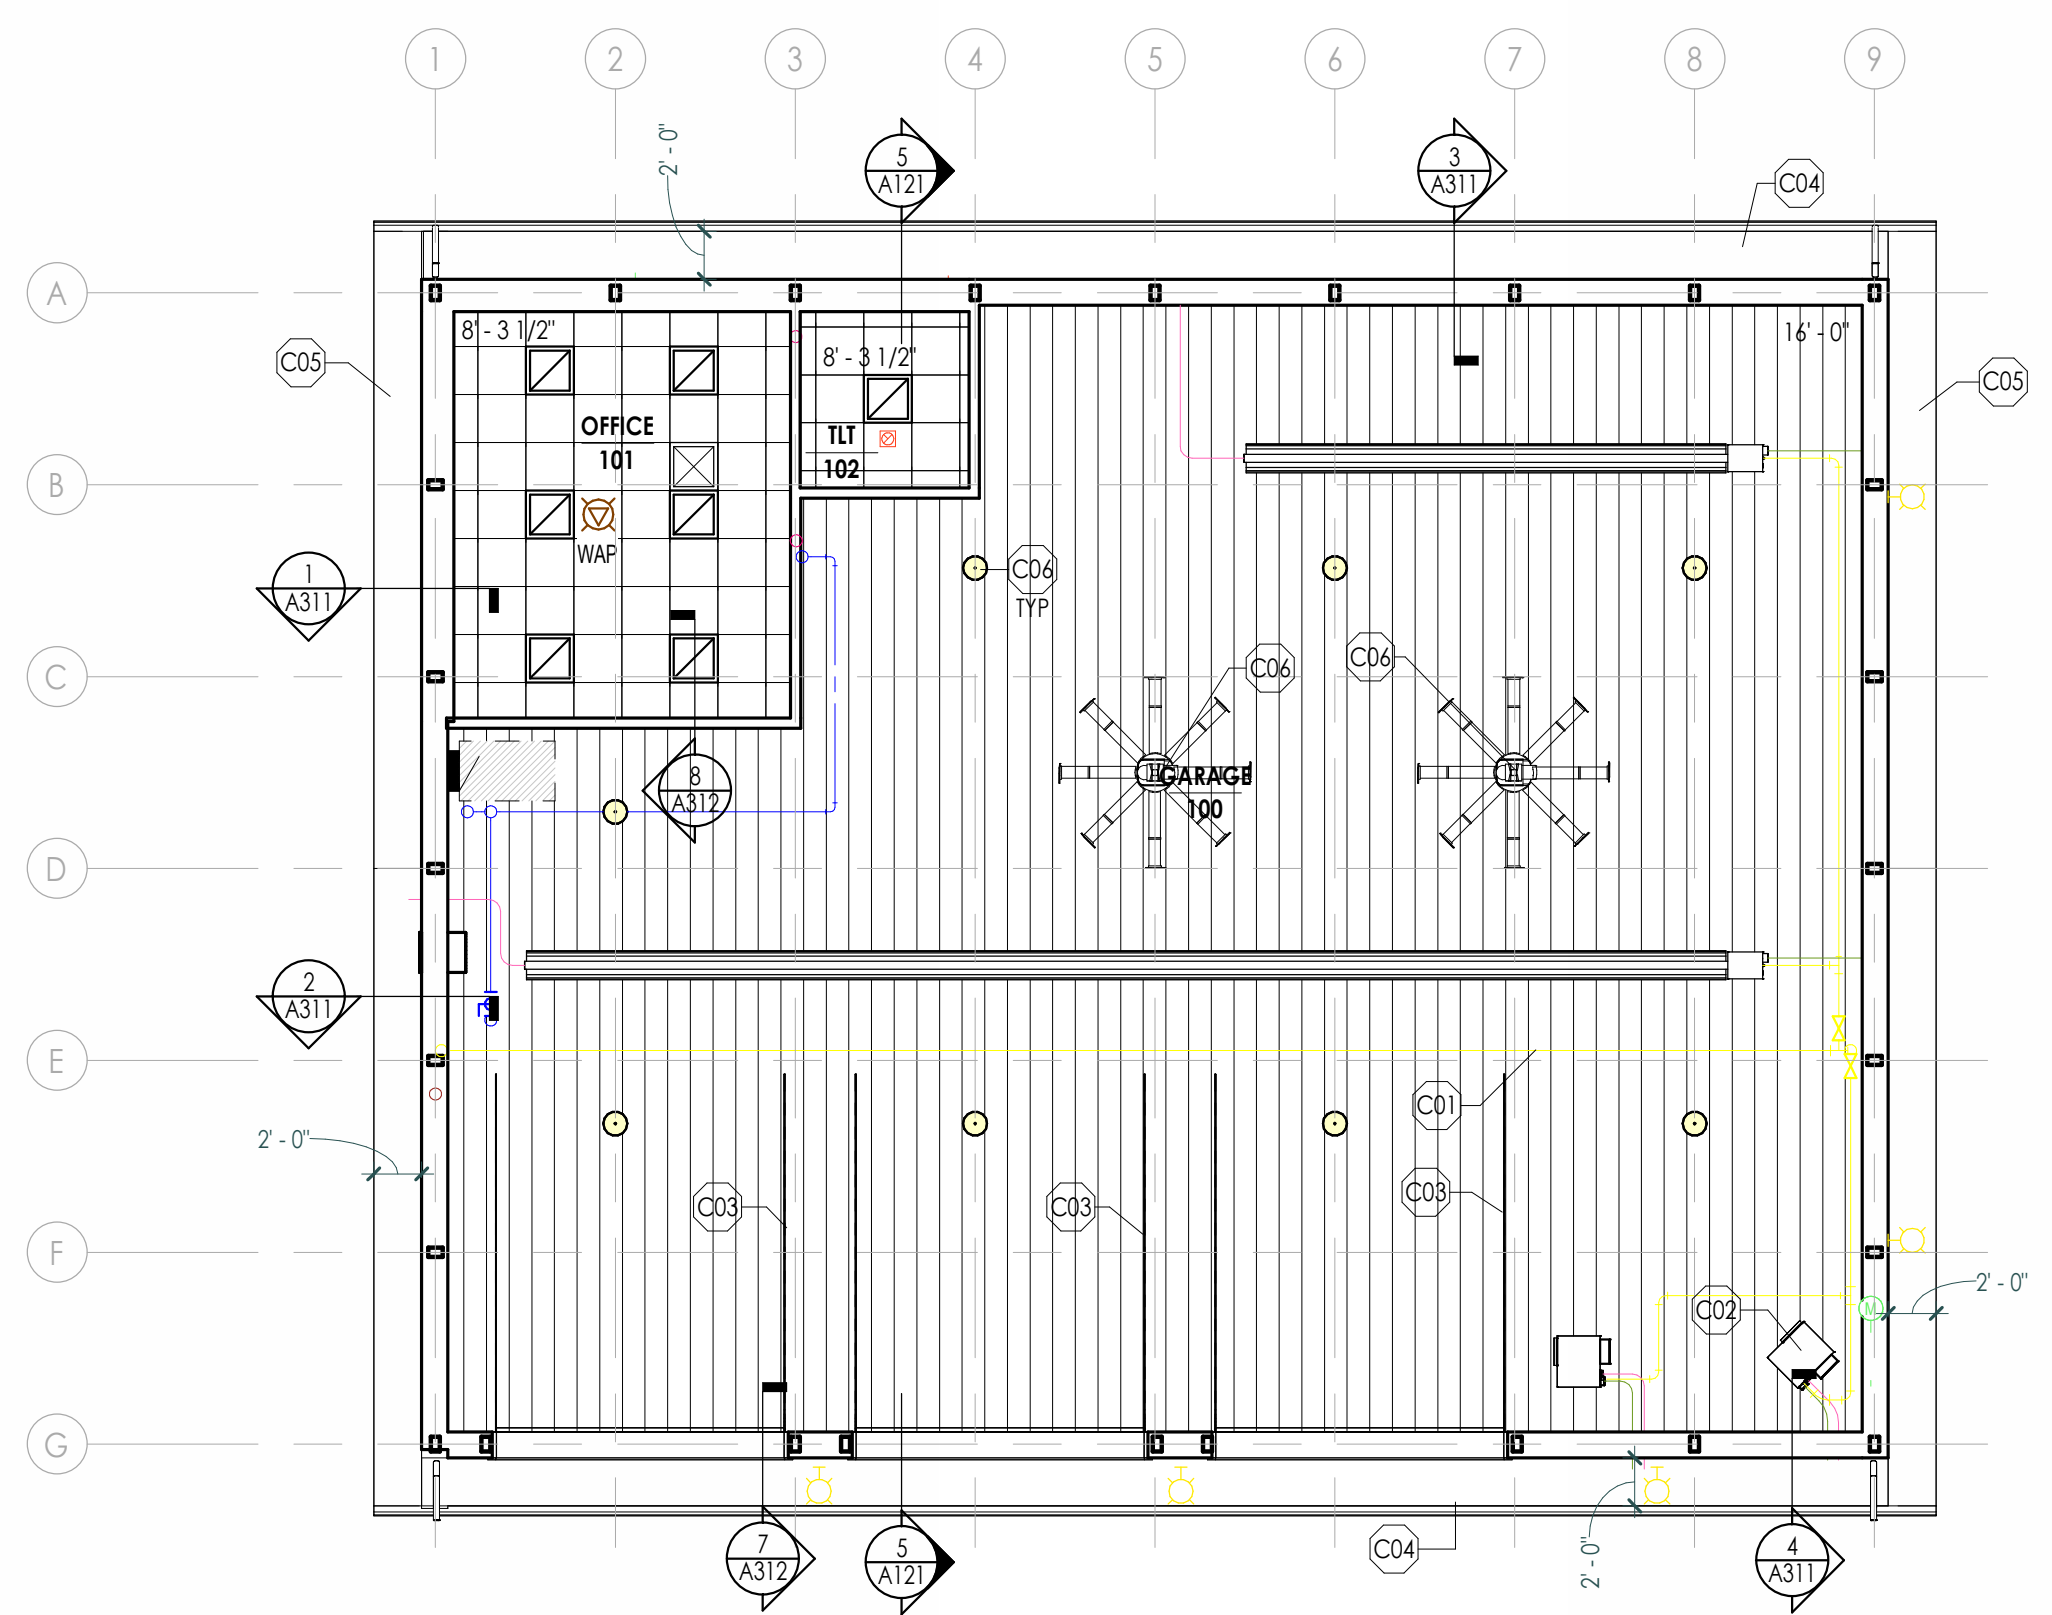 1 2 3 4 5 6 7 8 9
2' - 0"
5
A121
3
A311
C04
A
8' - 3 1/2"
8' - 3 1/2"
16' - 0"
C05
C05
OFFICE
101
TLT
102
B
WAP
C06
TYP
1
A311
C
C06
C06
GARAGE
100
8
A312
D
2
A311
E
C01
2' - 0"
C03
C03
C03
F
2' - 0"
C02
M
G
7
A312
5
A121
C04
2' - 0"
4
A311